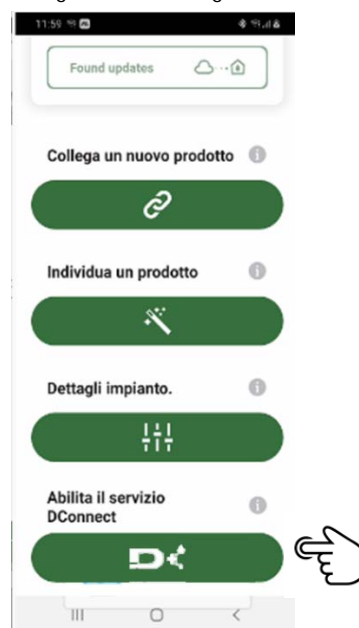 11:59
Found updates
Collega un nuovo prodotto
Individua un prodotto
Dettagli impianto.
Abilita il servizio
DConnect